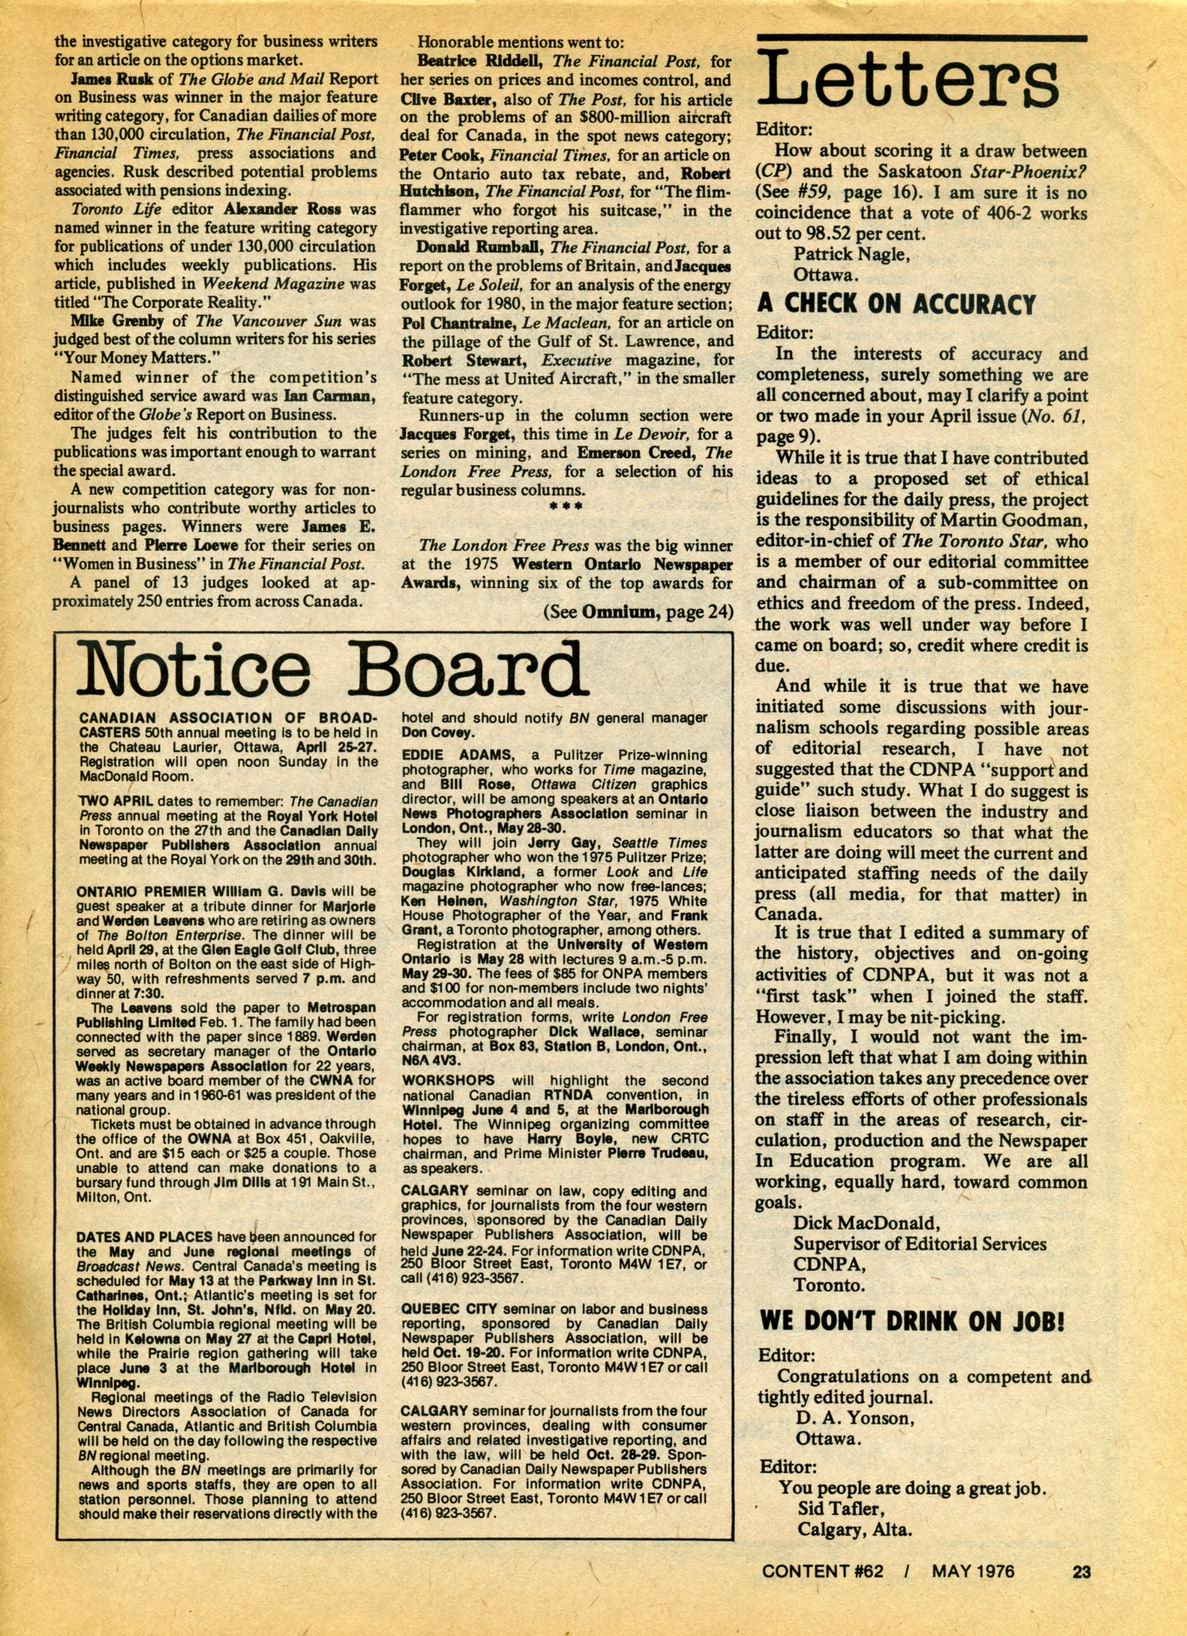 the investigative category for business writers
for an article on the options market.
James Rusk of The Globe and Mail Report
on Business was winner in the major feature
writing category, for Canadian dailies of more
than 130,000 circulation, The Financial Post,
Financial Times, press associations and
agencies. Rusk described potential problems
associated with pensions indexing.
Toronto Life editor Alexander Ross was
named winner in the feature writing category
for publications of under 130,000 circulation
which includes weekly publications. His
article, published in Weekend Magazine was
titled "The Corporate Reality."
Mike Grenby of The Vancouver Sun was
judged best of the column writers for his series
"Your Money Matters."
Named winner of the competition's
distinguished service award was Ian Carman,
editor of the Globe's Report on Business.
The judges felt his contribution to the
publications was important enough to warrant
the special award.
A new competition category was for non-
journalists who contribute worthy articles to
business pages. Winners were James E.
Bennett and Pierre Loewe for their series on
"Women in Business" in The Financial Post.
A panel of 13 judges looked at ap-
proximately 250 entries from across Canada.
Honorable mentions went to:
Beatrice Riddell, The Financial Post, for
her series on prices and incomes control, and
Clive Baxter, also of The Post, for his article
on the problems of an $800-million aircraft
deal for Canada, in the spot news category;
Peter Cook, Financial Times, for an article on
the Ontario auto tax rebate, and, Robert
Hutchison, The Financial Post, for "The flim-
flammer who forgot his suitcase," in the
investigative reporting area.
Donald Rumball, The Financial Post, for a
report on the problems of Britain, and Jacques
Forget, Le Soleil, for an analysis of the energy
outlook for 1980, in the major feature section;
Pol Chantraine, Le Maclean, for an article on
the pillage of the Gulf of St. Lawrence, and
Robert Stewart, Executive magazine, for
"The mess at United Aircraft," in the smaller
feature category.
Runners-up in the column section were
Jacques Forget, this time in Le Devoir, for a
series on mining, and Emerson Creed, The
London Free Press, for a selection of his
regular business columns.
***
The London Free Press was the big winner
at the 1975 Western Ontario Newspaper
Awards, winning six of the top awards for
(See Omnium, page 24)
Notice Board
CANADIAN ASSOCIATION OF BROAD-
CASTERS 50th annual meeting is to be held in
the Chateau Laurier, Ottawa, April 25-27.
Registration will open noon Sunday in the
MacDonald Room.
TWO APRIL dates to remember: The Canadian
Press annual meeting at the Royal York Hotel
in Toronto on the 27th and the Canadian Daily
Newspaper Publishers Association annual
meeting at the Royal York on the 29th and 30th.
ONTARIO PREMIER William G. Davis will be
guest speaker at a tribute dinner for Marjorie
and Werden Leavens who are retiring as owners
of The Bolton Enterprise. The dinner will be
held April 29, at the Glen Eagle Golf Club, three
miles north of Bolton on the east side of High-
way 50, with refreshments served 7 p.m. and
dinner at 7:30.
The Leavens sold the paper to Metrospan
Publishing Limited Feb. 1. The family had been
connected with the paper since 1889. Werden
served as secretary manager of the Ontario
Weekly Newspapers Association for 22 years,
was an active board member of the CWNA for
many years and in 1960-61 was president of the
national group.
Tickets must be obtained in advance through
the office of the OWNA at Box 451, Oakville,
Ont. and are $15 each or $25 a couple. Those
unable to attend can make donations to a
bursary fund through Jim Dills at 191 Main St.,
Milton, Ont.
DATES AND PLACES have been announced for
the May and June regional meetings of
Broadcast News. Central Canada's meeting is
scheduled for May 13 at the Parkway Inn in St.
Catharines, Ont.; Atlantic's meeting is set for
the Holiday Inn, St. John's, Nfld. on May 20.
The British Columbia regional meeting will be
held in Kelowna on May 27 at the Capri Hotel,
while the Prairie region gathering will take
place June 3 at the Marlborough Hotel in
Winnipeg.
Regional meetings of the Radio Television
News Directors Association of Canada for
Central Canada, Atlantic and British Columbia
will be held on the day following the respective
BN regional meeting.
Although the BN meetings are primarily for
news and sports staffs, they are open to all
station personnel. Those planning to attend
should make their reservations directly with the
hotel and should notify BN general manager
Don Covey.
EDDIE ADAMS, a Pulitzer Prize-winning
photographer, who works for Time magazine,
and Bill Rose, Ottawa Citizen graphics
director, will be among speakers at an Ontario
News Photographers Association seminar in
London, Ont., May 28-30.
They will join Jerry Gay, Seattle Times
photographer who won the 1975 Pulitzer Prize;
Douglas Kirkland, a former Look and Life
magazine photographer who now free-lances;
Ken Heinen, Washington Star, 1975 White
House Photographer of the Year, and Frank
Grant, a Toronto photographer, among others.
Registration at the University of Western
Ontario is May 28 with lectures 9 a.m.-5 p.m.
May 29-30. The fees of $85 for ONPA members
and $100 for non-members include two nights'
accommodation and all meals.
For registration forms, write London Free
Press photographer Dick Wallace, seminar
chairman, at Box 83, Station B, London, Ont.,
N6A 4V3.
WORKSHOPS will highlight the second
national Canadian RTNDA convention, in
Winnipeg June 4 and 5, at the Marlborough
Hotel. The Winnipeg organizing committee
hopes to have Harry Boyle, new CRTC
chairman, and Prime Minister Pierre Trudeau,
as speakers.
CALGARY seminar on law, copy editing and
graphics, for journalists from the four western
provinces, sponsored by the Canadian Daily
Newspaper Publishers Association, will be
held June 22-24. For information write CDNPA,
250 Bloor Street East, Toronto M4W 1E7, or
call (416) 923-3567.
QUEBEC CITY seminar on labor and business
reporting, sponsored by Canadian Daily
Newspaper Publishers Association, will be
held Oct. 19-20. For information write CDNPA,
250 Bloor Street East, Toronto M4W 1E7 or call
(416) 923-3567.
CALGARY seminar for journalists from the four
western provinces, dealing with consumer
affairs and related investigative reporting, and
with the law, will be held Oct. 28-29. Spon-
sored by Canadian Daily Newspaper Publishers
Association. For information write CDNPA,
250 Bloor Street East, Toronto M4W 1E7 or call
(416) 923-3567.
Letters
Editor:
How about scoring it a draw between
(CP) and the Saskatoon Star-Phoenix?
(See #59, page 16). I am sure it is no
coincidence that a vote of 406-2 works
out to 98.52 per cent.
Patrick Nagle,
Ottawa.
A CHECK ON ACCURACY
Editor:
In the interests of accuracy and
completeness, surely something we are
all concerned about, may I clarify a point
or two made in your April issue (No. 61,
page 9).
While it is true that I have contributed
ideas to a proposed set of ethical
guidelines for the daily press, the project
is the responsibility of Martin Goodman,
editor-in-chief of The Toronto Star, who
is a member of our editorial committee
and chairman of a sub-committee on
ethics and freedom of the press. Indeed,
the work was well under way before I
came on board; so, credit where credit is
due.
And while it is true that we have
initiated some discussions with jour-
nalism schools regarding possible areas
of editorial research, I have not
suggested that the CDNPA "support and
guide" such study. What I do suggest is
close liaison between the industry and
journalism educators so that what the
latter are doing will meet the current and
anticipated staffing needs of the daily
press (all media, for that matter) in
Canada.
It is true that I edited a summary of
the history, objectives and on-going
activities of CDNPA, but it was not a
"first task" when I joined the staff.
However, I may be nit-picking.
Finally, I would not want the im-
pression left that what I am doing within
the association takes any precedence over
the tireless efforts of other professionals
on staff in the areas of research, cir-
culation, production and the Newspaper
In Education program. We are all
working, equally hard, toward common
goals.
Dick MacDonald,
Supervisor of Editorial Services
CDNPA,
Toronto.
WE DON'T DRINK ON JOB!
Editor:
Congratulations on a competent and
tightly edited journal.
D. A. Yonson,
Ottawa.
Editor:
You people are doing a great job.
Sid Tafler,
Calgary, Alta.
CONTENT #62 / MAY 1976 23